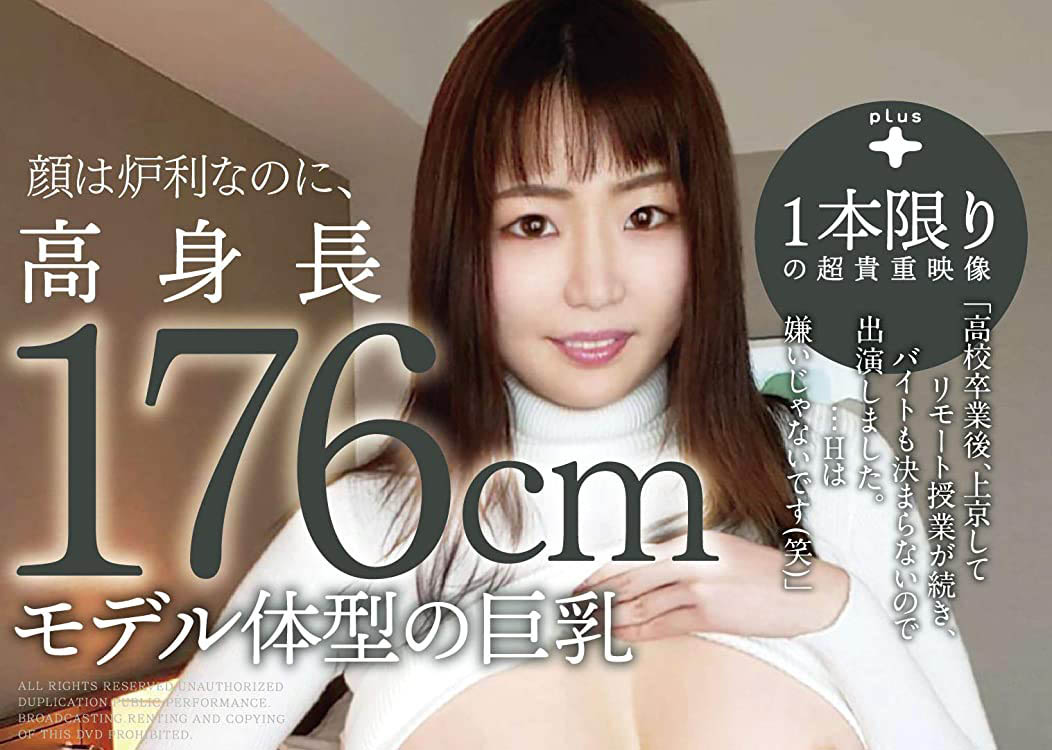 顔は炉利なのに、
高身長
176cm
モデル体型の巨乳
plus
1本限り
の超貴重映像
「高校卒業後、上京して
リモート授業が続き、
バイトも決まらないので
出演しました。
…Hは
嫌いじゃないです(笑)」
ALL RIGHTS RESERVED.UNAUTHORIZED
DUPLICATION PUBLIC PERFORMANCE.
BROADCASTING.RENTING AND COPYING
OF THIS DVD PROHIBITED.